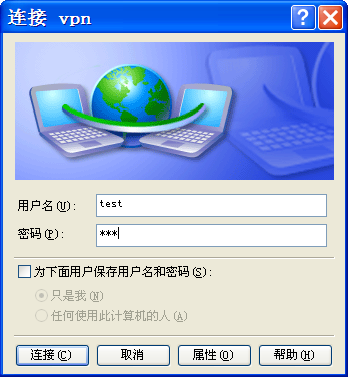 连接 vpn
用户名(U):
test
密码(P):
***
为下面用户保存用户名和密码(S):
只是我(N)
任何使用此计算机的人(A)
连接(C) 取消 属性(O) 帮助(H)